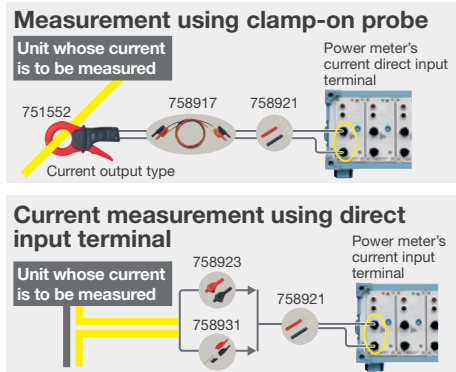 Measurement using clamp-on probe
Unit whose current
is to be measured
Power meter's
current direct input
terminal
751552
758917
758921
Current output type
Current measurement using direct
input terminal
Unit whose current
is to be measured
Power meter's
current input
terminal
758923
758921
758931